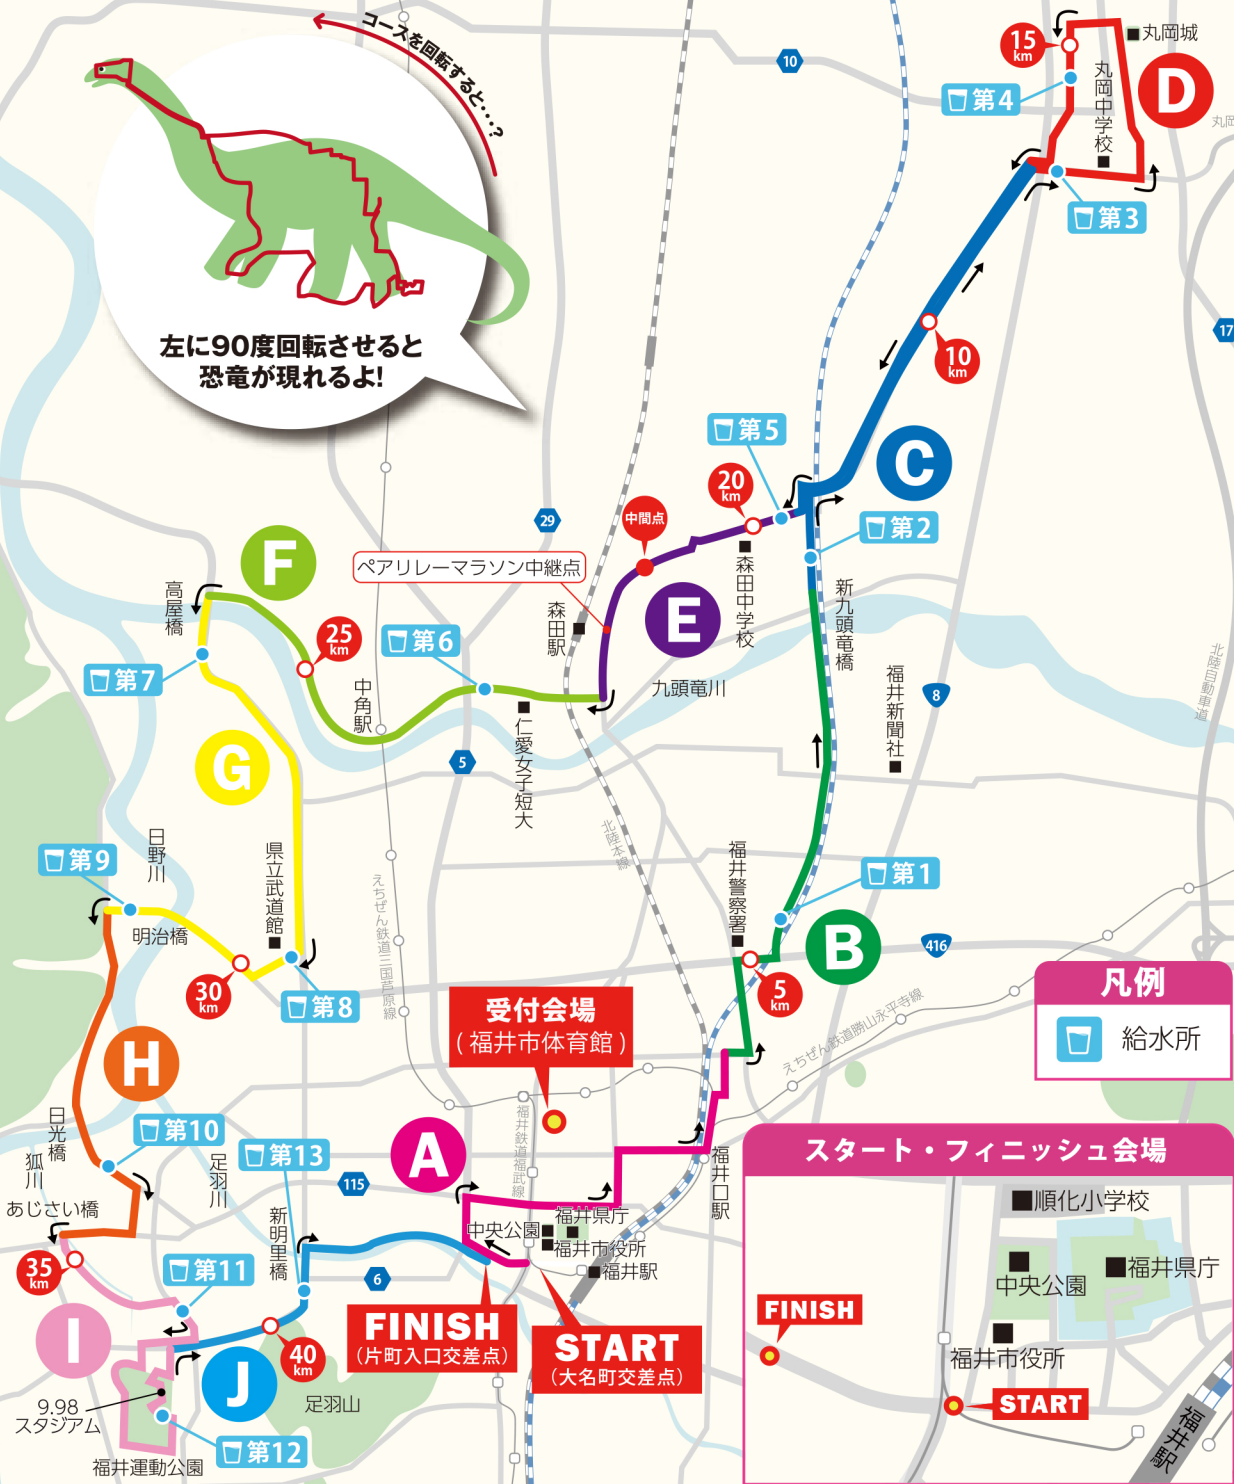 コースを回転すると・・・?
左に90度回転させると
恐竜が現れるよ!
10
15
km
丸岡城
丸岡中学校
第4
D
第3
17
10
km
C
第5
20
km
第2
29
中間点
ペアリレーマラソン中継点
森田中学校
E
森田駅
新九頭竜橋
F
高屋橋
25
km
第6
第7
中角駅
仁愛女子短大
九頭竜川
福井新聞社
8
北陸自動車道
G
5
北陸本線
日野川
第9
明治橋
県立武道館
えちぜん鉄道三国芦原線
福井警察署
第1
B
416
5
km
30
km
第8
受付会場
(福井市体育館)
えちぜん鉄道勝山永平寺線
凡例
給水所
H
日光橋
狐川
第10
足羽川
第13
あじさい橋
A
福井鉄道福武線
115
福井口駅
新明里橋
中央公園
福井県庁
福井市役所
福井駅
35
km
第11
6
I
J
40
km
FINISH
(片町入口交差点)
START
(大名町交差点)
9.98
スタジアム
第12
足羽山
福井運動公園
スタート・フィニッシュ会場
順化小学校
中央公園
福井県庁
FINISH
福井市役所
START
福井駅